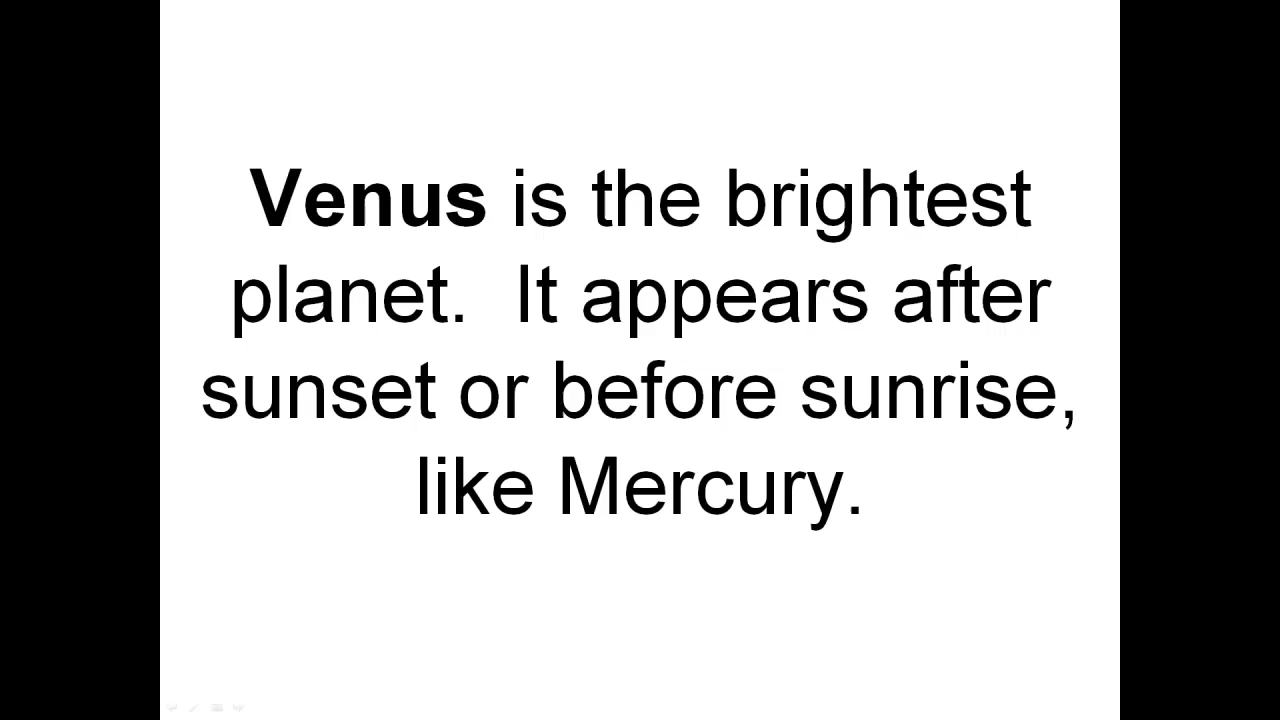 Venus is the brightest
planet.  It appears after
sunset or before sunrise,
like Mercury.